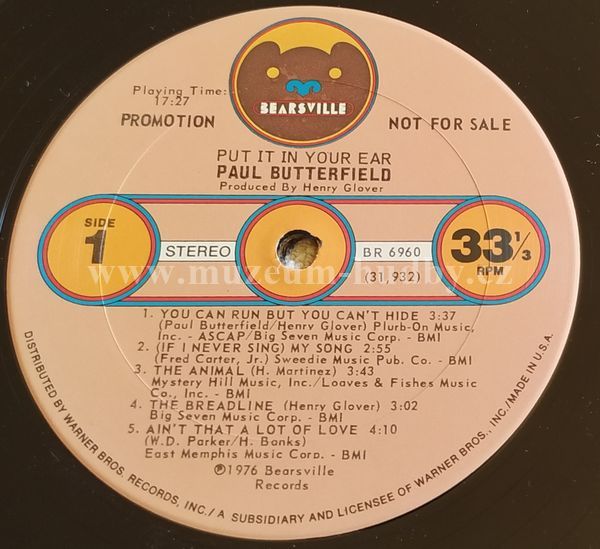 BEARSVILLE
Playing Time:
17:27
PROMOTION
NOT FOR SALE
PUT IT IN YOUR EAR
PAUL BUTTERFIELD
Produced By Henry Glover
SIDE
1
STEREO
BR 6960
(31,932)
33 1/3
RPM
www.muzeum-hudby.cz
1. YOU CAN RUN BUT YOU CAN'T HIDE 3:37
(Paul Butterfield/Henry Glover) Plurb-On Music,
Inc. - ASCAP/Big Seven Music Corp. - BMI
2. (IF I NEVER SING) MY SONG 2:55
(Fred Carter, Jr.) Sweedie Music Pub. Co. - BMI
3. THE ANIMAL (H. Martinez) 3:43
Mystery Hill Music, Inc./Loaves & Fishes Music
Co., Inc. - BMI
4. THE BREADLINE (Henry Glover) 3:02
Big Seven Music Corp. - BMI
5. AIN'T THAT A LOT OF LOVE 4:10
(W.D. Parker/H. Banks)
East Memphis Music Corp. - BMI
℗1976 Bearsville
Records
DISTRIBUTED BY WARNER BROS. RECORDS, INC./A SUBSIDIARY AND LICENSEE OF WARNER BROS., INC./MADE IN U.S.A.